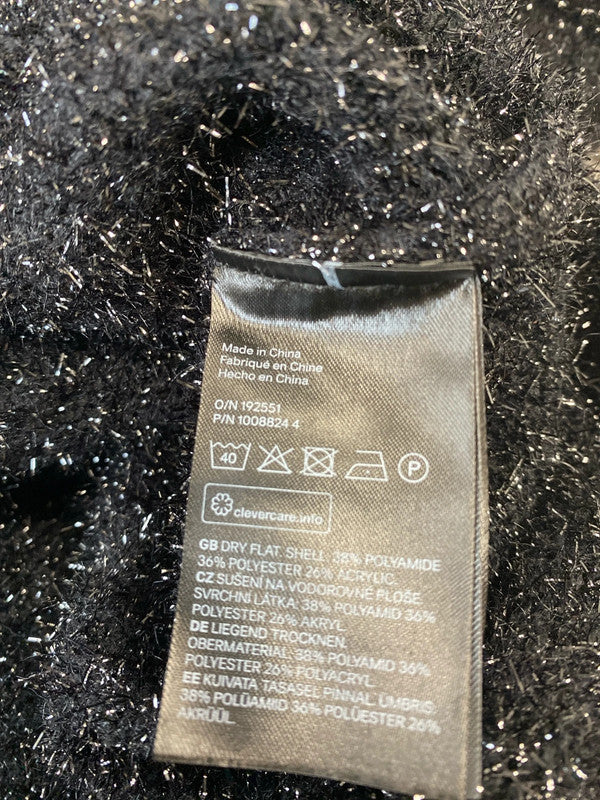 Made in China
Fabriqué en Chine
Hecho en China
O/N 192551
P/N 1008824 4
40 P
clevercare.info
GB DRY FLAT. SHELL: 38% POLYAMIDE
36% POLYESTER 26% ACRYLIC.
CZ SUŠENÍ NA VODOROVNÉ PLOŠE.
SVRCHNI LÁTKA: 38% POLYAMID 36%
POLYESTER 26% AKRYL.
DE LIEGEND TROCKNEN.
OBERMATERIAL: 38% POLYAMID 36%
POLYESTER 26% POLYACRYL.
EE KUIVATA TASASEL PINNAL. ÜMBRIS:
38% POLÜAMIID 36% POLÜESTER 26%
AKRÜÜL.